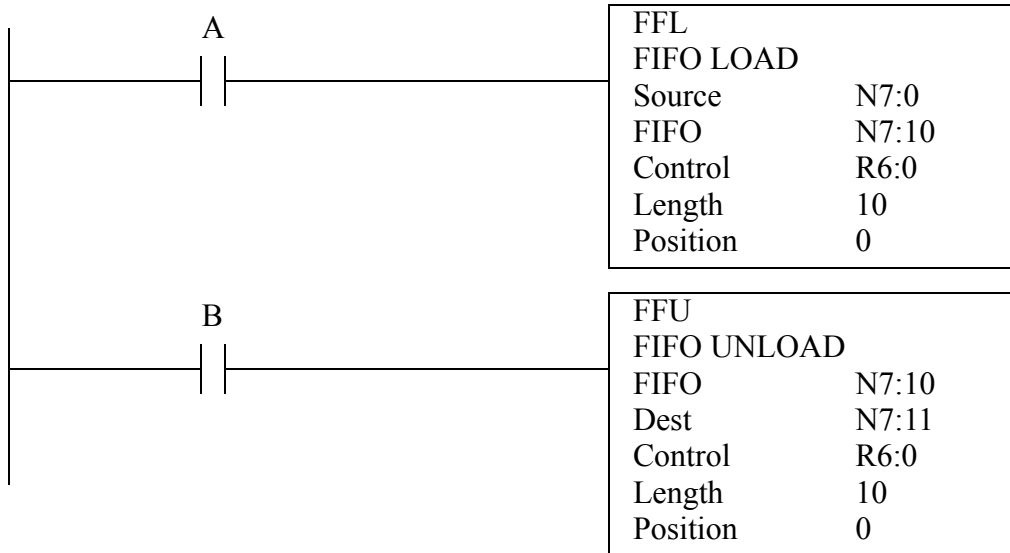 A
FFL
FIFO LOAD
Source N7:0
FIFO N7:10
Control R6:0
Length 10
Position 0
B
FFU
FIFO UNLOAD
FIFO N7:10
Dest N7:11
Control R6:0
Length 10
Position 0